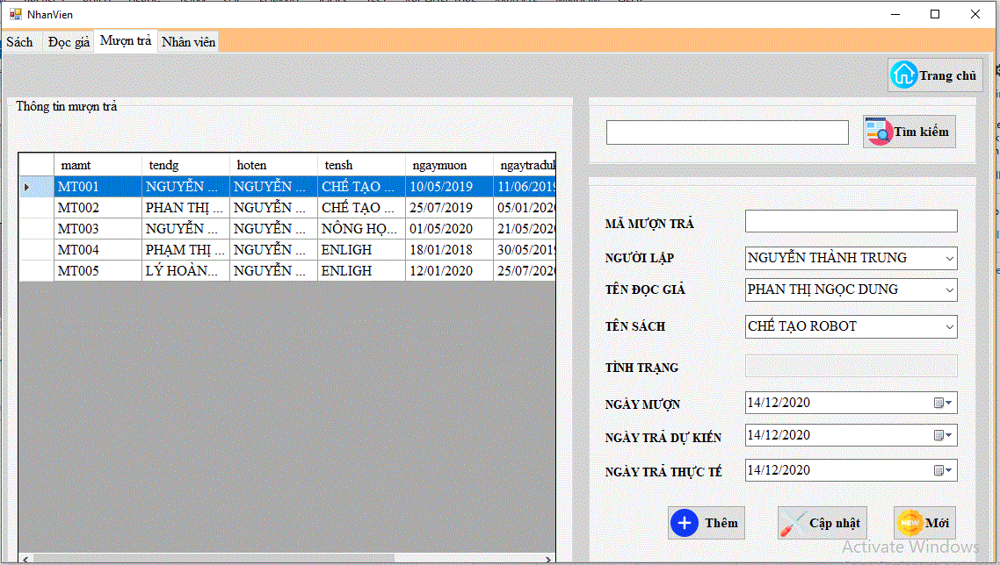 NhanVien
Sách Đọc giả Mượn trả Nhân viên
Trang chủ
Thông tin mượn trả
Tìm kiếm
mamt tendg hoten tensh ngaymuon ngaytraduk
MT001 NGUYỄN ... NGUYỄN ... CHẾ TẠO ... 10/05/2019 11/06/2019
MT002 PHAN THỊ ... NGUYỄN ... CHẾ TẠO ... 25/07/2019 05/01/2020
MT003 NGUYỄN ... NGUYỄN ... NÔNG HỌ... 01/05/2020 21/05/2020
MT004 PHẠM THỊ ... NGUYỄN ... ENLIGH 18/01/2018 30/05/2019
MT005 LÝ HOÀN... NGUYỄN ... ENLIGH 12/01/2020 25/07/2020
MÃ MƯỢN TRẢ
NGƯỜI LẬP NGUYỄN THÀNH TRUNG
TÊN ĐỌC GIẢ PHAN THỊ NGỌC DUNG
TÊN SÁCH CHẾ TẠO ROBOT
TÌNH TRẠNG
NGÀY MƯỢN 14/12/2020
NGÀY TRẢ DỰ KIẾN 14/12/2020
NGÀY TRẢ THỰC TẾ 14/12/2020
Thêm Cập nhật NEW Mới
Activate Windows